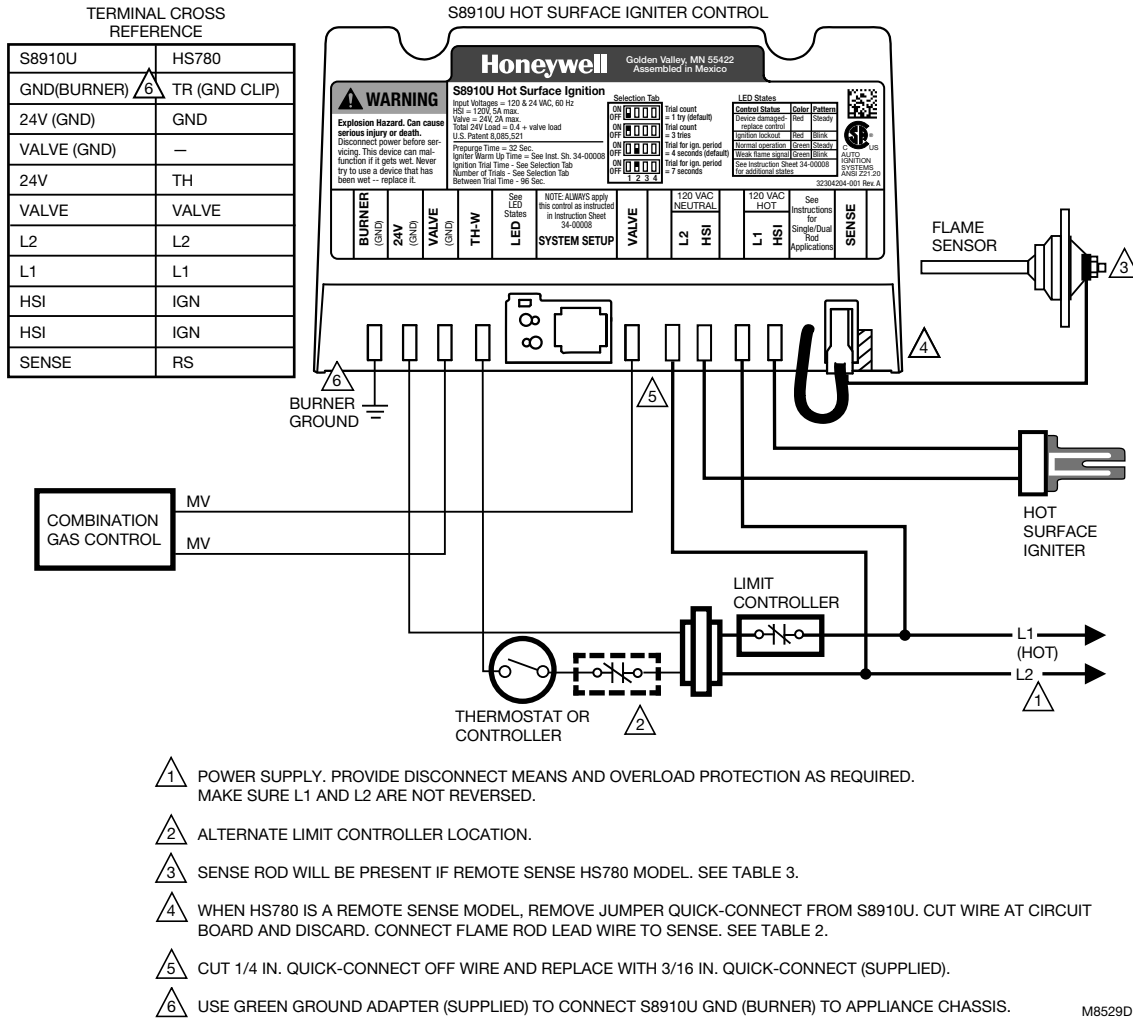 TERMINAL CROSS
REFERENCE
S8910U HS780
GND(BURNER) 6 TR (GND CLIP)
24V (GND) GND
VALVE (GND) —
24V TH
VALVE VALVE
L2 L2
L1 L1
HSI IGN
HSI IGN
SENSE RS
S8910U HOT SURFACE IGNITER CONTROL
Honeywell
Golden Valley, MN 55422
Assembled in Mexico
WARNING
Explosion Hazard. Can cause
serious injury or death.
Disconnect power before ser-
vicing. This device can mal-
function if it gets wet. Never
try to use a device that has
been wet -- replace it.
S8910U Hot Surface Ignition
Input Voltages = 120 & 24 VAC, 60 Hz
HSI = 120V, 5A max.
Valve = 24V, 2A max.
Total 24V Load = 0.4 + valve load
U.S. Patent 8,085,521
Prepurge Time = 32 Sec.
Igniter Warm Up Time = See Inst. Sh. 34-00008
Ignition Trial Time - See Selection Tab
Number of Trials - See Selection Tab
Between Trial Time - 96 Sec.
Selection Tab
ON
OFF
Trial count
= 1 try (default)
ON
OFF
Trial count
= 3 tries
ON
OFF
Trial for ign. period
= 4 seconds (default)
ON
OFF
Trial for ign. period
= 7 seconds
1 2 3 4
LED States
Control Status Color Pattern
Device damaged-
replace control Red Steady
Ignition lockout Red Blink
Normal operation Green Steady
Weak flame signal Green Blink
See Instruction Sheet 34-00008
for additional states
C US
AUTO
IGNITION
SYSTEMS
ANSI Z21.20
32304204-001 Rev. A
BURNER
(GND)
24V
(GND)
VALVE
(GND)
TH-W
See
LED
States
LED
NOTE: ALWAYS apply
this control as instructed
in Instruction Sheet
34-00008
SYSTEM SETUP
VALVE
120 VAC
NEUTRAL
L2
HSI
120 VAC
HOT
L1
HSI
See
Instructions
for
Single/Dual
Rod
Applications
SENSE
FLAME
SENSOR
3
4
5
6
BURNER
GROUND
COMBINATION
GAS CONTROL
MV
MV
HOT
SURFACE
IGNITER
LIMIT
CONTROLLER
L1
(HOT)
L2
1
THERMOSTAT OR
CONTROLLER
2
1 POWER SUPPLY. PROVIDE DISCONNECT MEANS AND OVERLOAD PROTECTION AS REQUIRED.
MAKE SURE L1 AND L2 ARE NOT REVERSED.
2 ALTERNATE LIMIT CONTROLLER LOCATION.
3 SENSE ROD WILL BE PRESENT IF REMOTE SENSE HS780 MODEL. SEE TABLE 3.
4 WHEN HS780 IS A REMOTE SENSE MODEL, REMOVE JUMPER QUICK-CONNECT FROM S8910U. CUT WIRE AT CIRCUIT
BOARD AND DISCARD. CONNECT FLAME ROD LEAD WIRE TO SENSE. SEE TABLE 2.
5 CUT 1/4 IN. QUICK-CONNECT OFF WIRE AND REPLACE WITH 3/16 IN. QUICK-CONNECT (SUPPLIED).
6 USE GREEN GROUND ADAPTER (SUPPLIED) TO CONNECT S8910U GND (BURNER) TO APPLIANCE CHASSIS.
M8529D